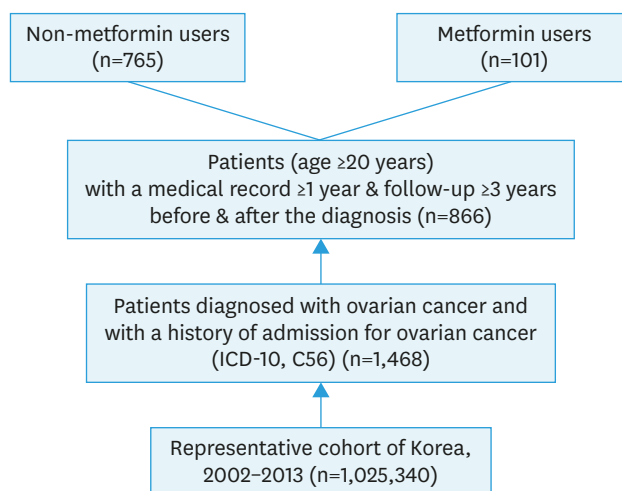 Non-metformin users
(n=765)
Metformin users
(n=101)
Patients (age ≥20 years)
with a medical record ≥1 year & follow-up ≥3 years
before & after the diagnosis (n=866)
Patients diagnosed with ovarian cancer and
with a history of admission for ovarian cancer
(ICD-10, C56) (n=1,468)
Representative cohort of Korea,
2002–2013 (n=1,025,340)